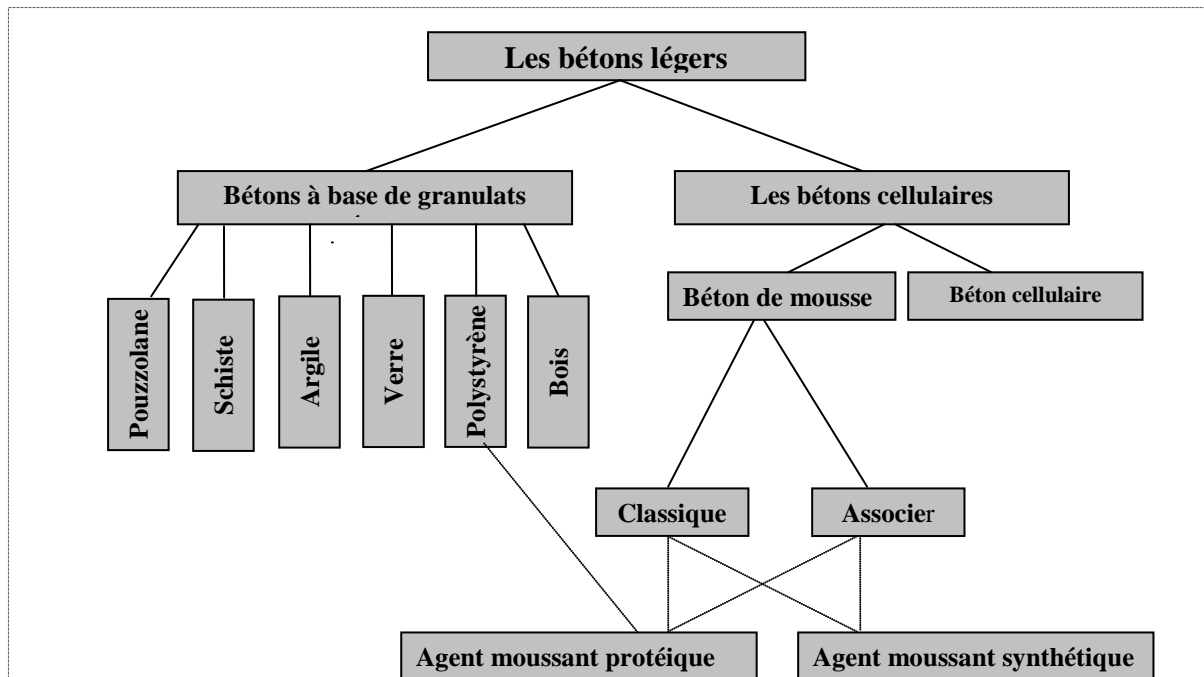 Les bétons légers
Bétons à base de granulats
Les bétons cellulaires
Béton de mousse
Béton cellulaire
Pouzzolane
Schiste
Argile
Verre
Polystyrène
Bois
Classique
Associer
Agent moussant protéique
Agent moussant synthétique